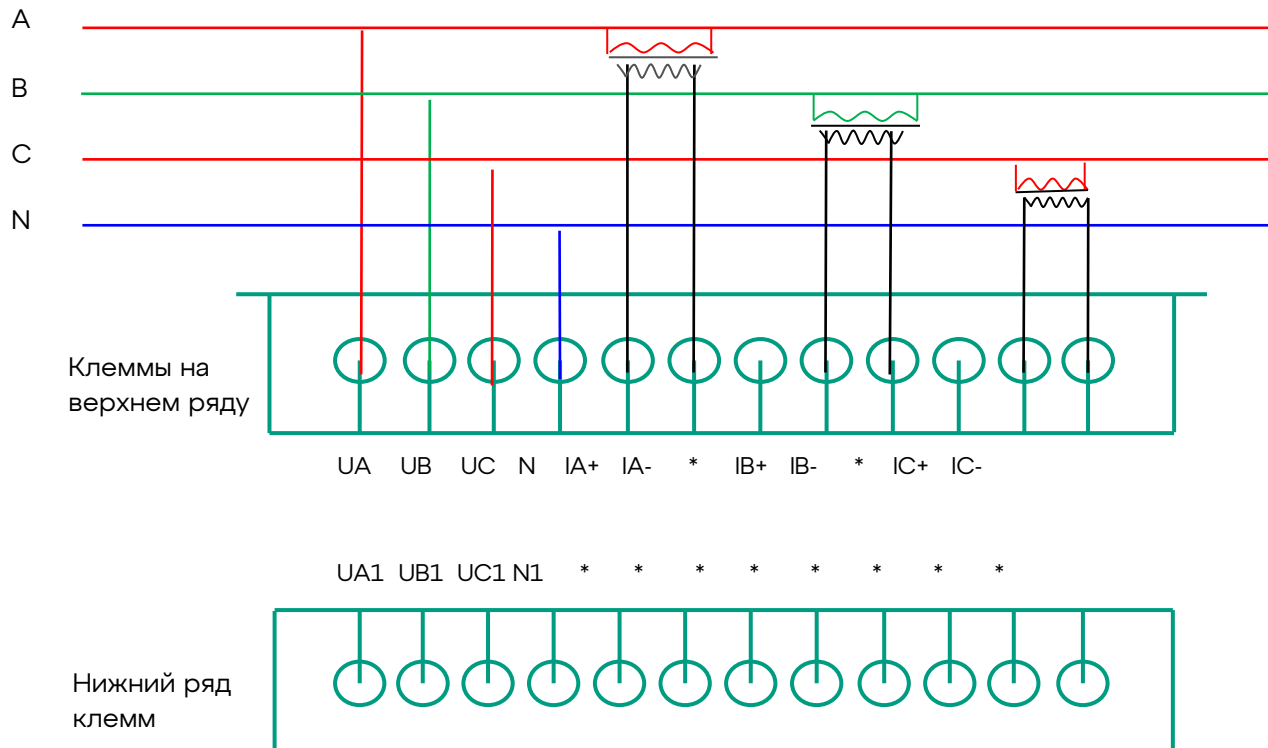 A
B
C
N
Клеммы на
верхнем ряду
UA UB UC N IA+ IA- * IB+ IB- * IC+ IC-
UA1 UB1 UC1 N1 * * * * * * * *
Нижний ряд
клемм